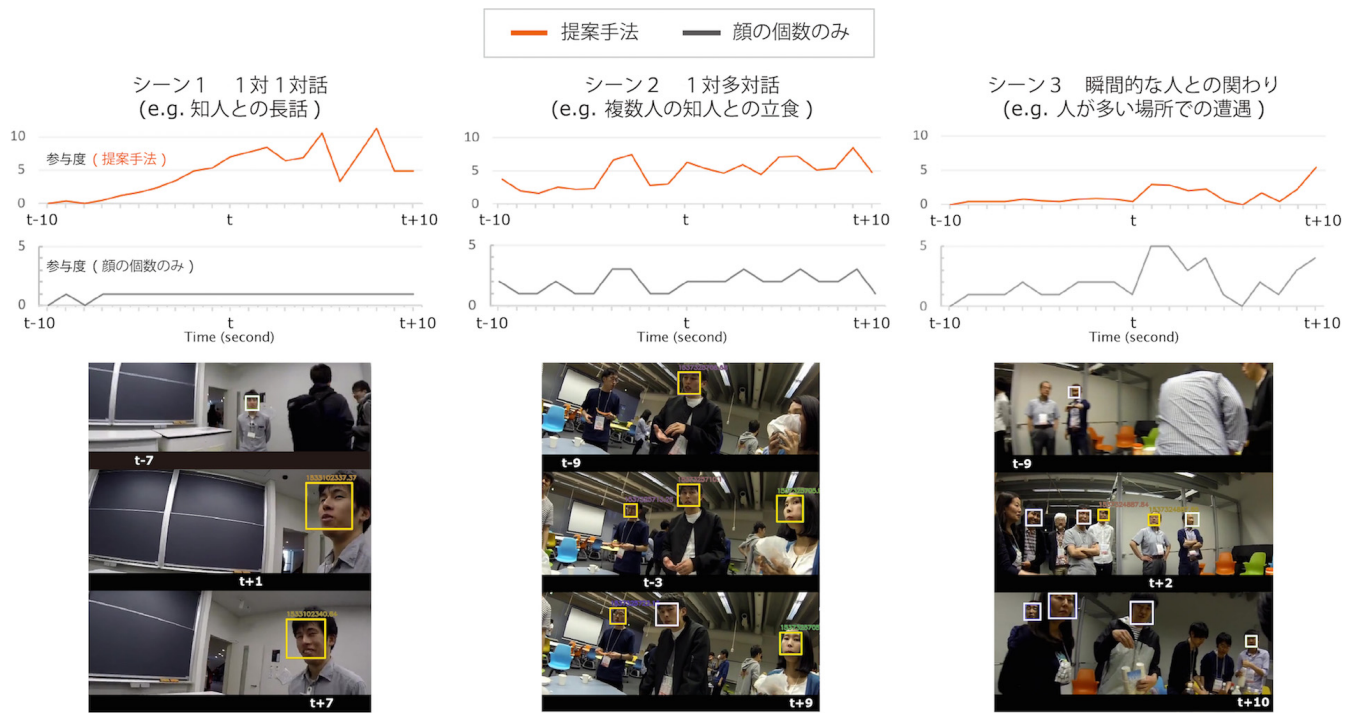 提案手法 顔の個数のみ
シーン１　１対１対話
(e.g. 知人との長話 )
10
参与度 ( 提案手法 )
5
0
t-10 t t+10
5
参与度 ( 顔の個数のみ )
0
t-10 t t+10
Time (second)
t-7
1533102337.37
t+1
1533102340.64
t+7
シーン２　１対多対話
(e.g. 複数人の知人との立食 )
10
5
0
t-10 t t+10
5
0
t-10 t t+10
Time (second)
t-9
t-3
t+9
シーン３　瞬間的な人との関わり
(e.g. 人が多い場所での遭遇 )
10
5
0
t-10 t t+10
5
0
t-10 t t+10
Time (second)
t-9
t+2
t+10